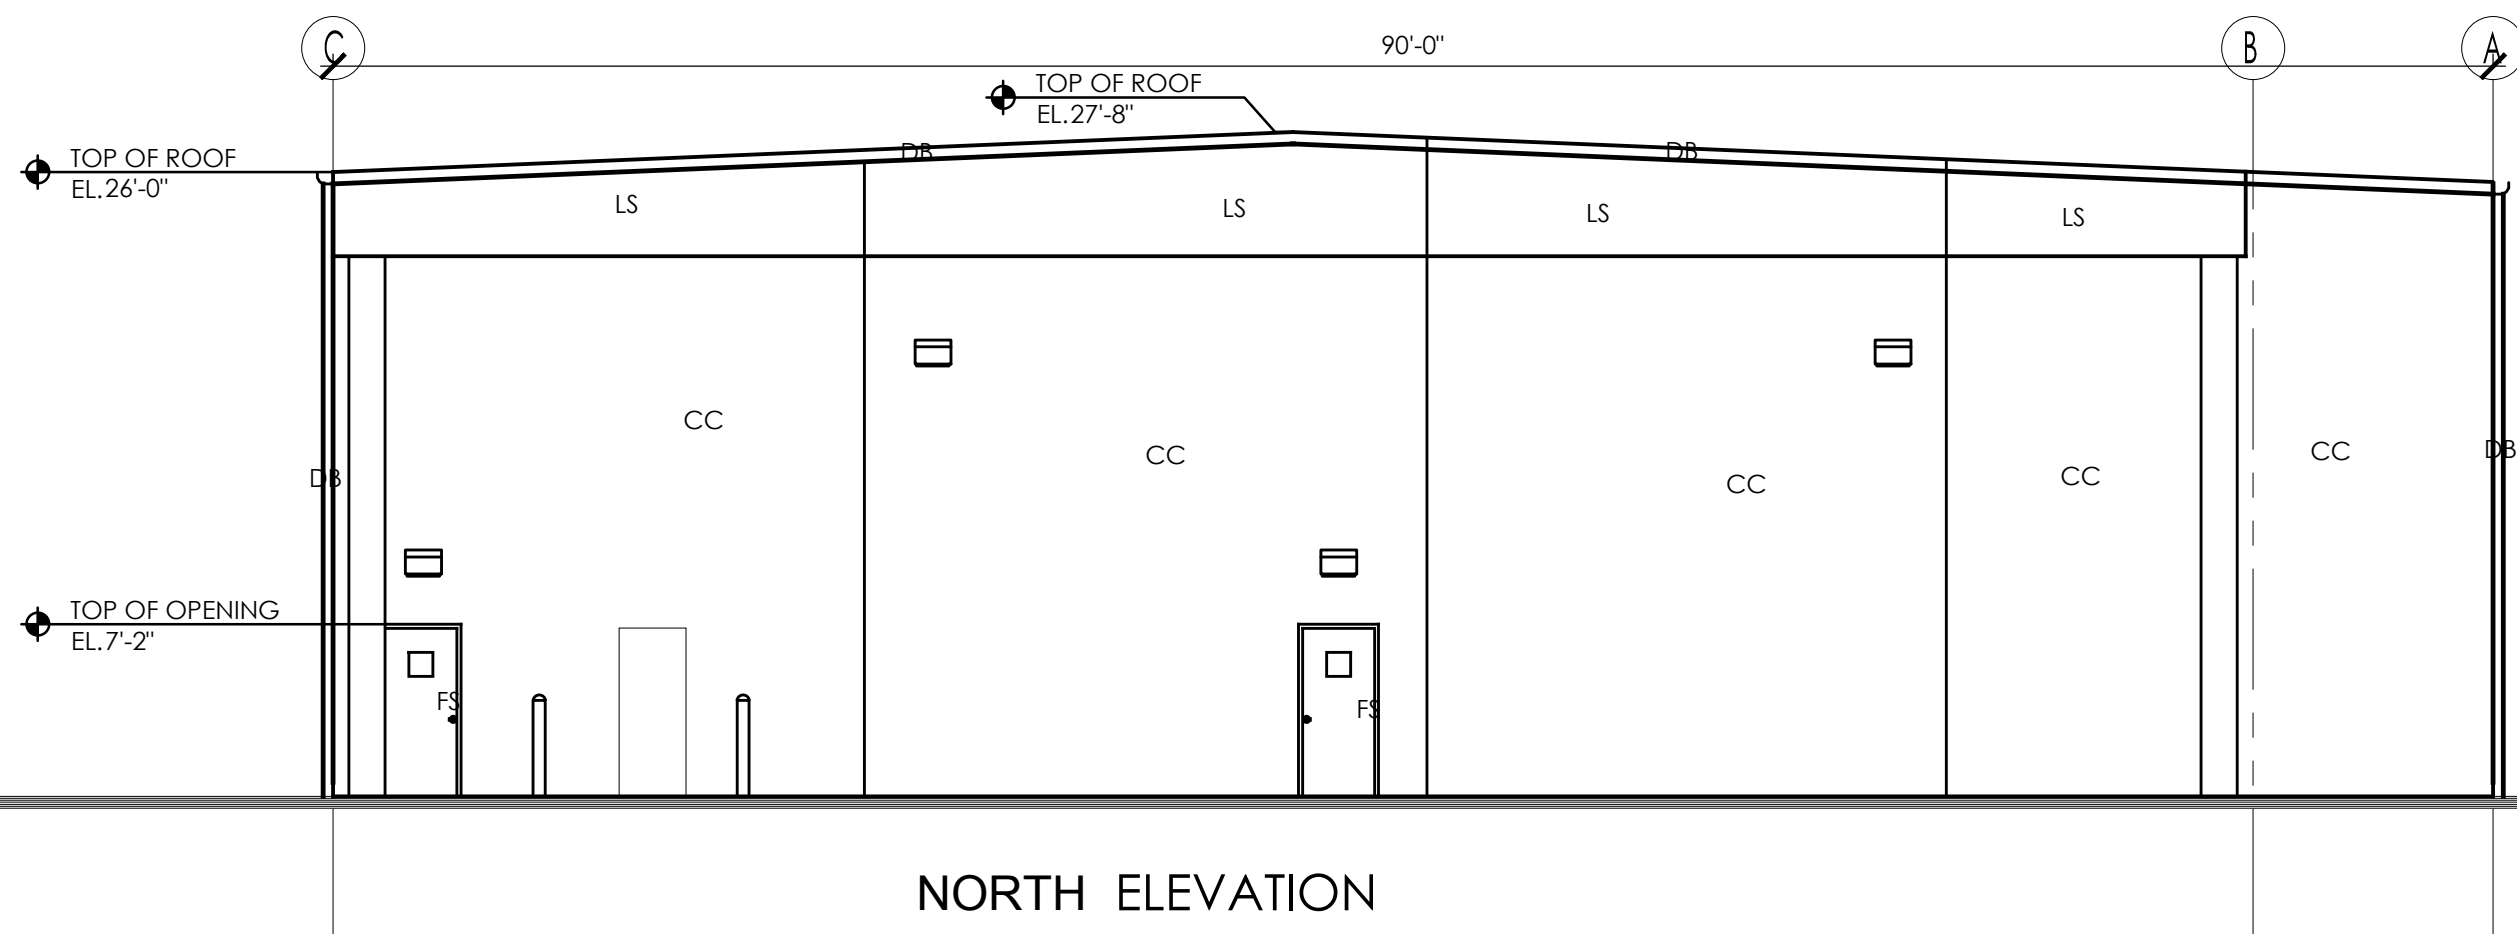 C
90'-0"
B
A
TOP OF ROOF
EL.27'-8"
TOP OF ROOF
EL.26'-0"
DB
DB
LS
LS
LS
LS
CC
CC
CC
CC
CC
DB
DB
TOP OF OPENING
EL.7'-2"
FS
FS
NORTH ELEVATION